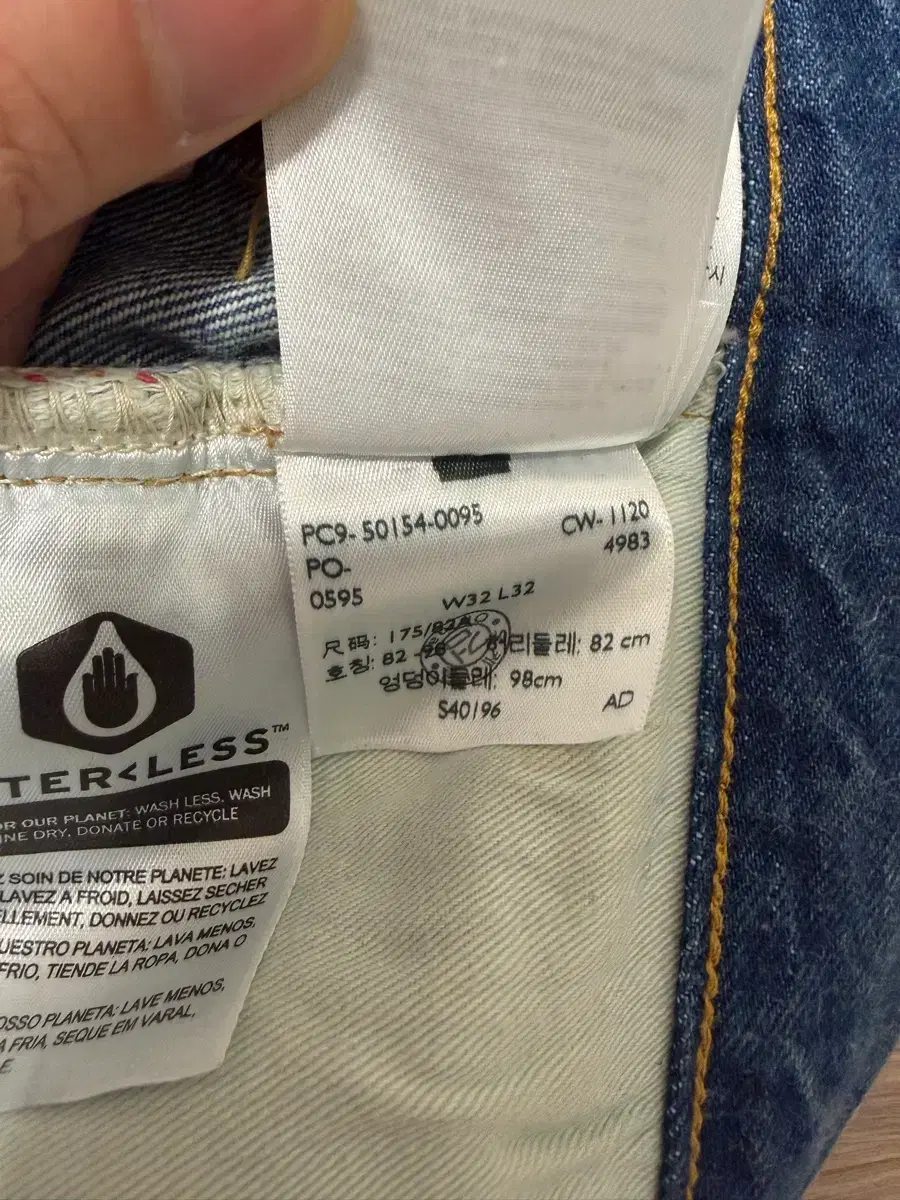 PC9- 50154-0095 CW- 1120
PO- 4983
0595 W32 L32
尺码: 175/82A
호칭: 82 -98 허리둘레: 82 cm
엉덩이둘레: 98cm
S40196 AD
TER<LESS™
OR OUR PLANET: WASH LESS, WASH
INE DRY, DONATE OR RECYCLE
Z SOIN DE NOTRE PLANETE: LAVEZ
LAVEZ A FROID, LAISSEZ SECHER
ELLEMENT, DONNEZ OU RECYCLEZ
UESTRO PLANETA: LAVA MENOS,
FRIO, TIENDE LA ROPA, DONA O
OSSO PLANETA: LAVE MENOS,
A FRIA, SEQUE EM VARAL,
E